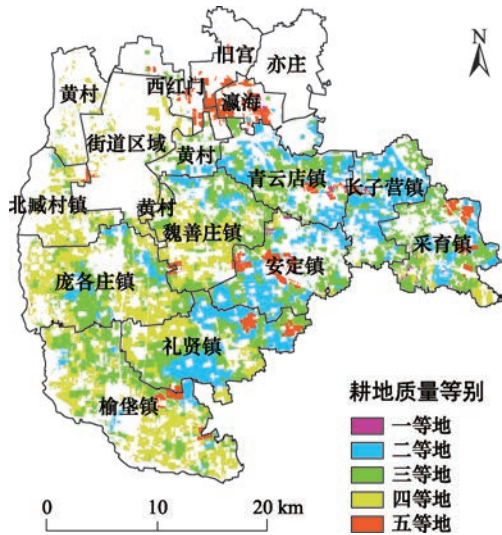 旧宫
亦庄
N
西红门
黄村
瀛海
街道区域
黄村
青云店镇
长子营镇
北臧村镇
黄村
魏善庄镇
采育镇
安定镇
庞各庄镇
礼贤镇
榆垡镇
耕地质量等别
一等地
二等地
三等地
四等地
五等地
0 10 20 km